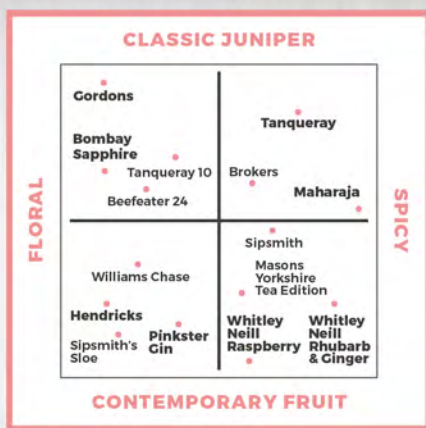 CLASSIC JUNIPER
Gordons
Bombay
Sapphire
Tanqueray 10
Beefeater 24
Tanqueray
Brokers
Maharaja
FLORAL
SPICY
Williams Chase
Hendricks
Sipsmith's
Sloe
Pinkster
Gin
Sipsmith
Masons
Yorkshire
Tea Edition
Whitley
Neill
Raspberry
Whitley
Neill
Rhubarb
& Ginger
CONTEMPORARY FRUIT